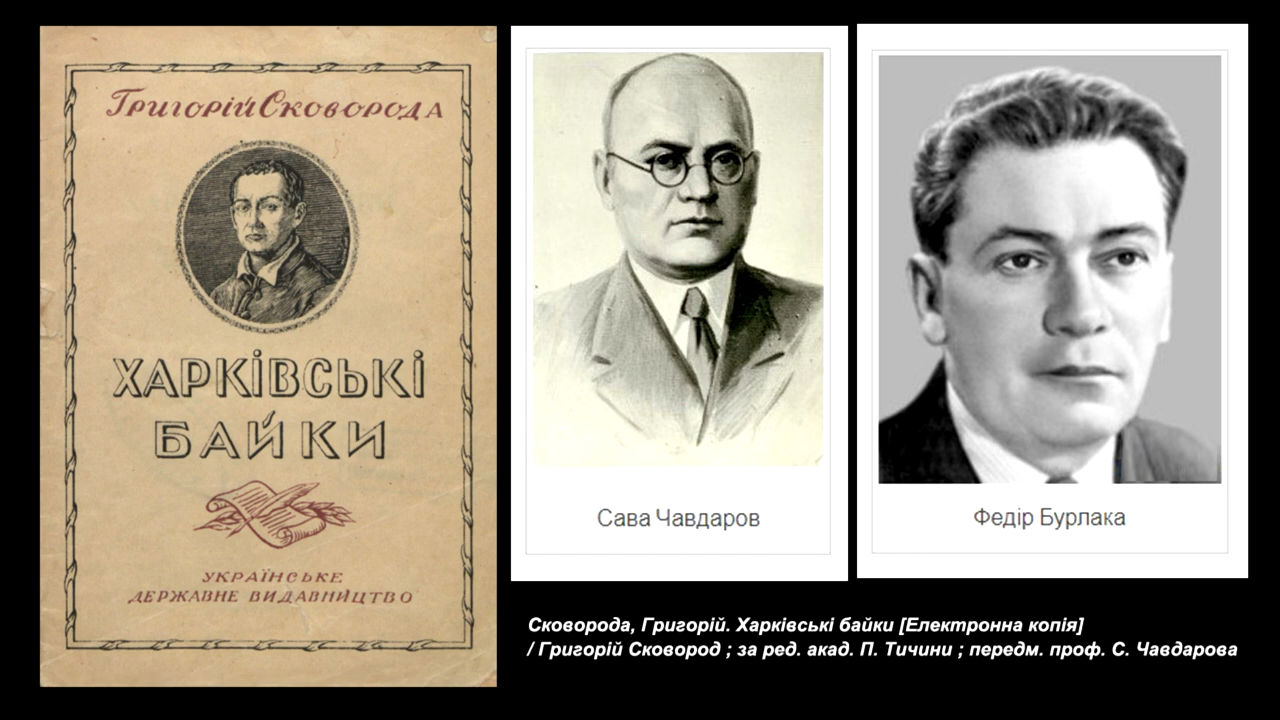 Григорій Сковорода
ХАРКІВСЬКІ
БАЙКИ
УКРАЇНСЬКЕ
ДЕРЖАВНЕ ВИДАВНИЦТВО
Сава Чавдаров
Федір Бурлака
Сковорода, Григорій. Харківські байки [Електронна копія]
/ Григорій Сковород ; за ред. акад. П. Тичини ; передм. проф. С. Чавдарова